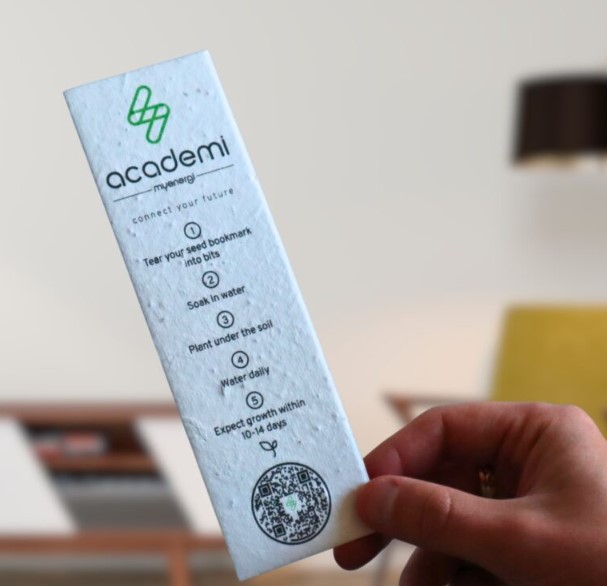 academi
myenergi
connect your future
1
Tear your seed bookmark
into bits
2
Soak in water
3
Plant under the soil
4
Water daily
5
Expect growth within
10-14 days